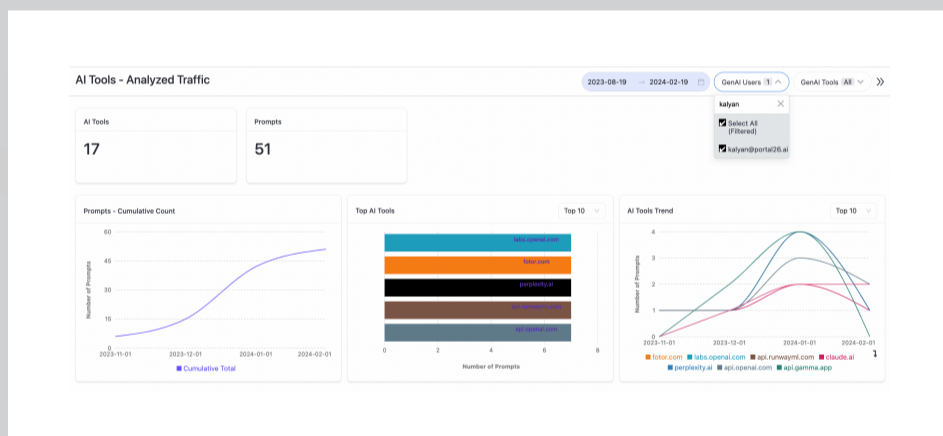 AI Tools - Analyzed Traffic
2023-08-19 → 2024-02-19
GenAI Users 1
GenAI Tools All
kalyan
Select All
(Filtered)
kalyan@portal26.ai
AI Tools
17
Prompts
51
Prompts - Cumulative Count
60
45
30
15
0
Number of Prompts
2023-11-01 2023-12-01 2024-01-01 2024-02-01
Cumulative Total
Top AI Tools
Top 10
labs.openai.com
fotor.com
perplexity.ai
api.openai.com
0 2 4 6 8
Number of Prompts
AI Tools Trend
Top 10
4
3
2
1
0
Number of Prompts
2023-11-01 2023-12-01 2024-01-01 2024-02-01
fotor.com labs.openai.com api.runwayml.com claude.ai
perplexity.ai api.openai.com api.gamma.app